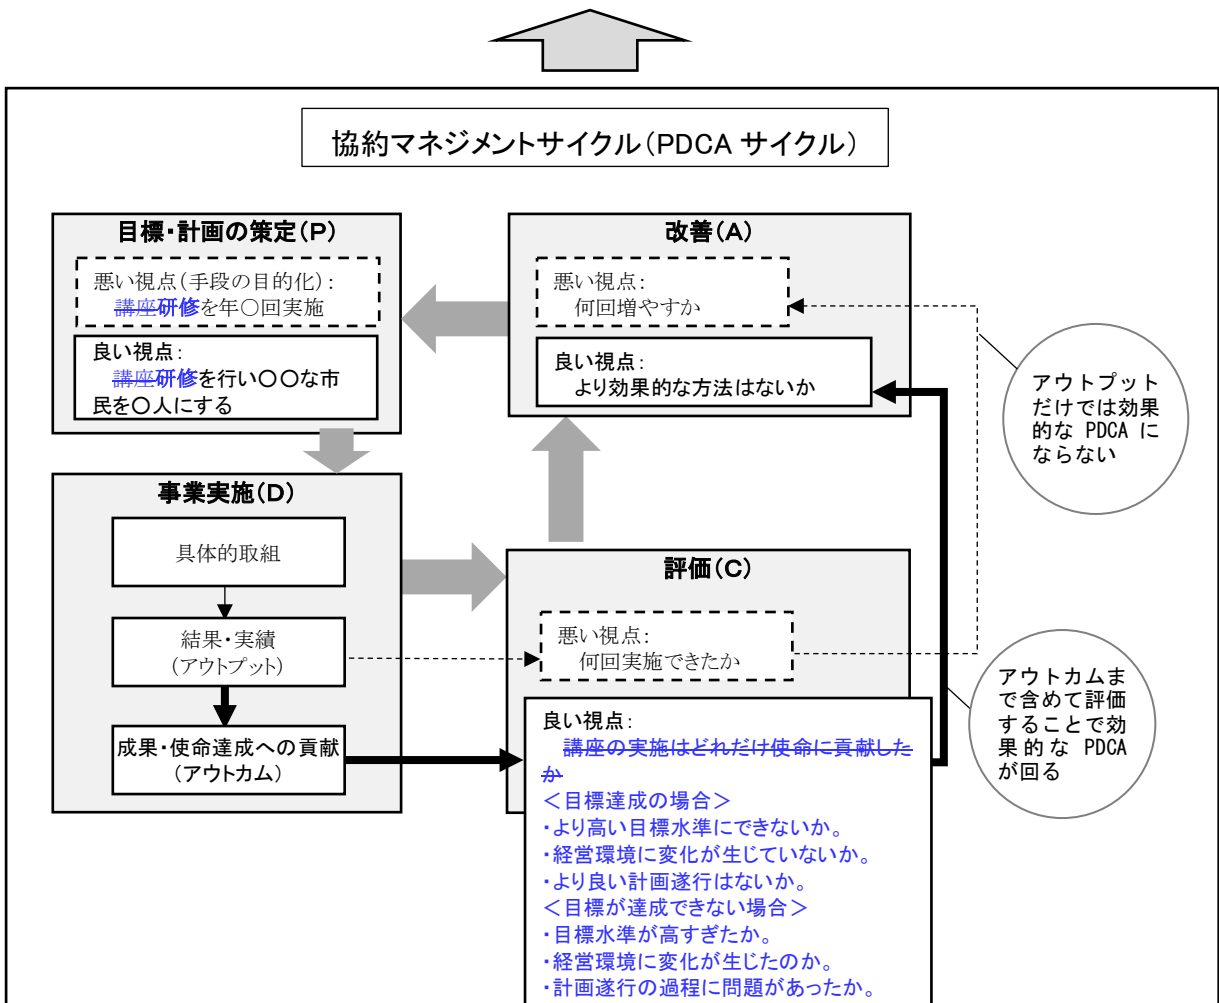 協約マネジメントサイクル(PDCA サイクル)
目標・計画の策定(P)
悪い視点(手段の目的化):
講座研修を年〇回実施
良い視点:
講座研修を行い〇〇な市
民を〇人にする
改善(A)
悪い視点:
何回増やすか
良い視点:
より効果的な方法はないか
アウトプット
だけでは効果
的な PDCA に
ならない
事業実施(D)
具体的取組
結果・実績
(アウトプット)
成果・使命達成への貢献
(アウトカム)
評価(C)
悪い視点:
何回実施できたか
良い視点:
講座の実施はどれだけ使命に貢献した
か
<目標達成の場合>
・より高い目標水準にできないか。
・経営環境に変化が生じていないか。
・より良い計画遂行はないか。
<目標が達成できない場合>
・目標水準が高すぎたか。
・経営環境に変化が生じたのか。
・計画遂行の過程に問題があったか。
アウトカムま
で含めて評価
することで効
果的な PDCA
が回る